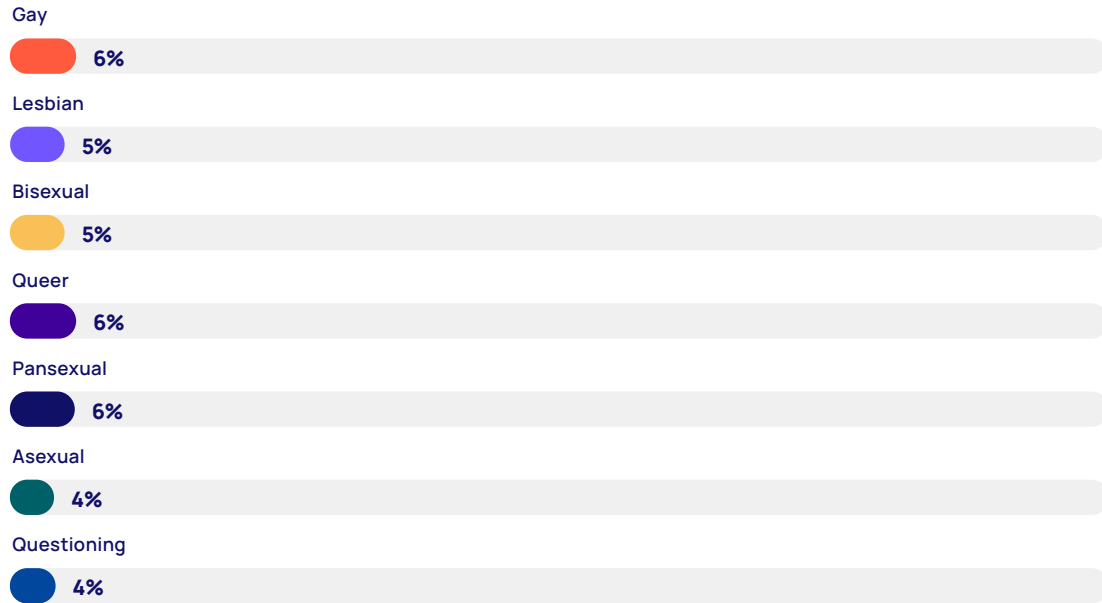 Gay
6%
Lesbian
5%
Bisexual
5%
Queer
6%
Pansexual
6%
Asexual
4%
Questioning
4%